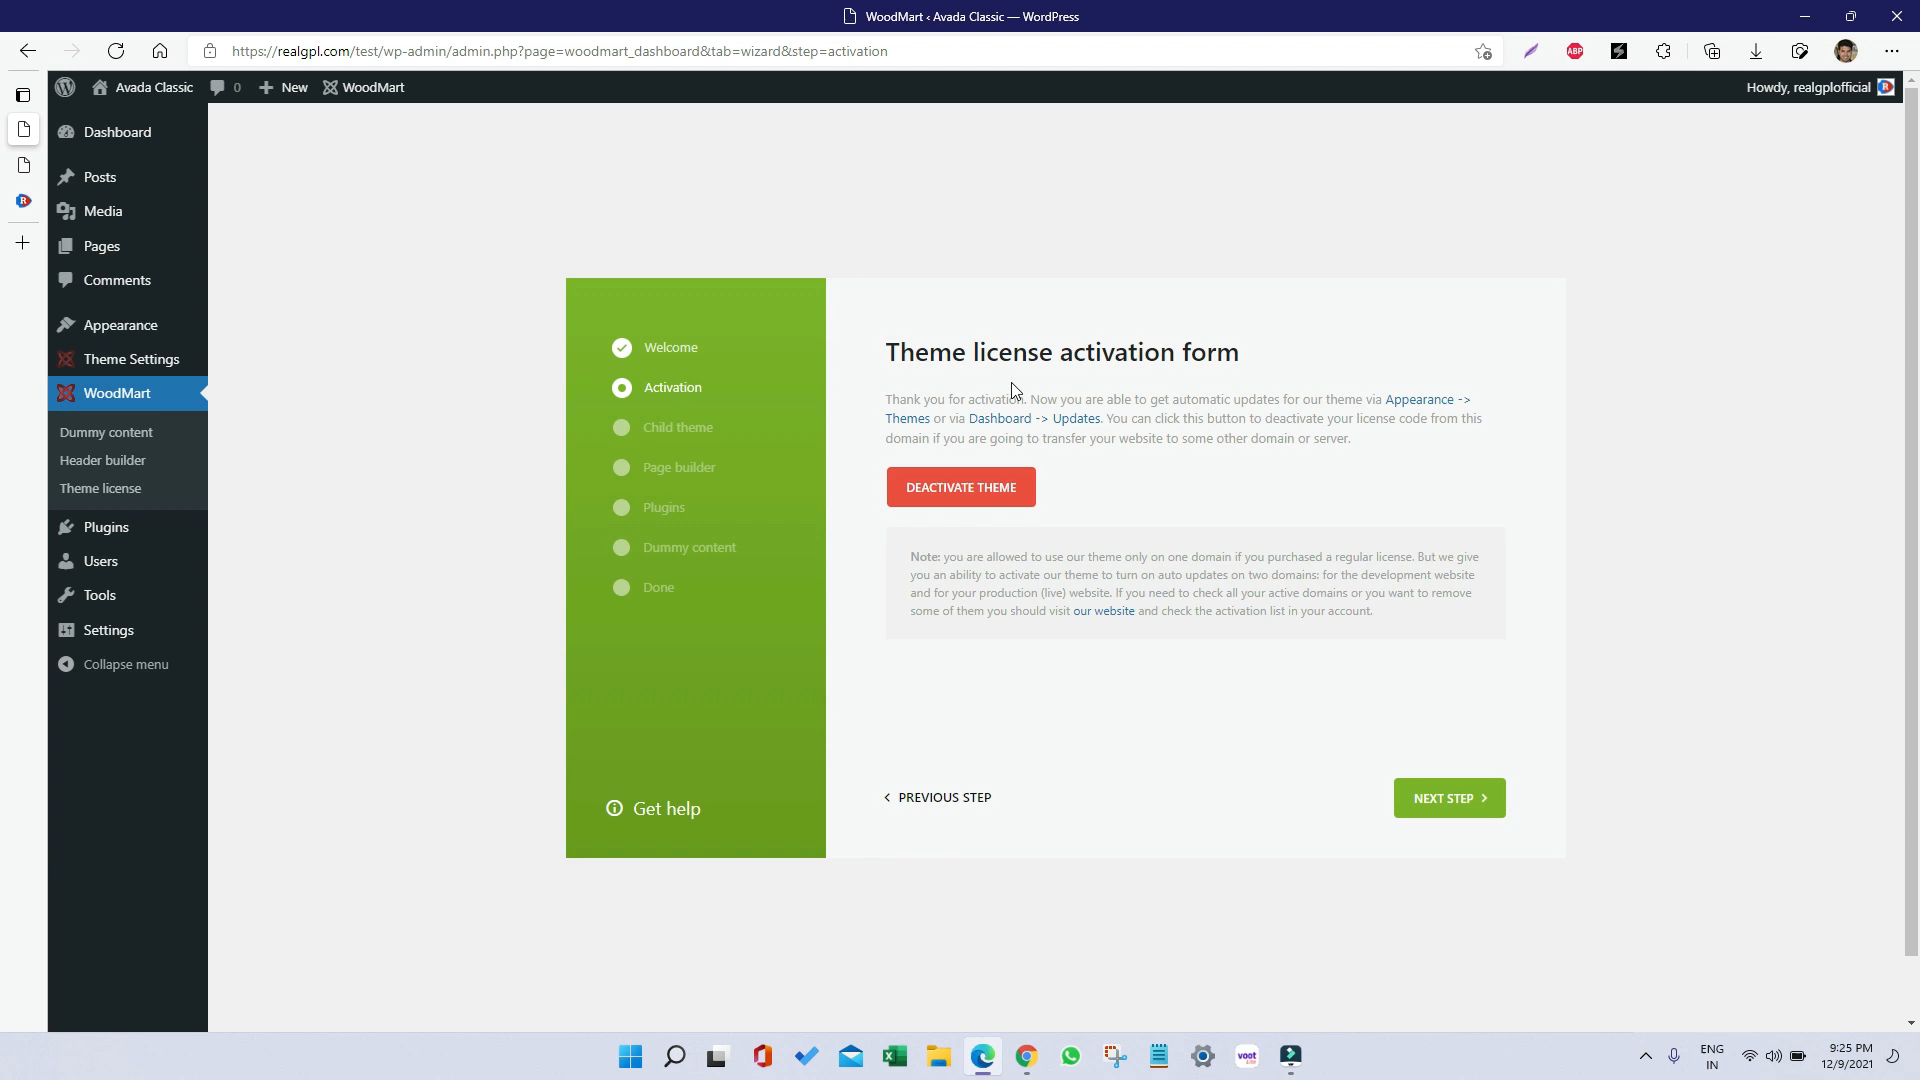 WoodMart ‹ Avada Classic — WordPress
https://realgpl.com/test/wp-admin/admin.php?page=woodmart_dashboard&tab=wizard&step=activation
ABP
Avada Classic
0
New
WoodMart
Howdy, realgplofficial
Dashboard
Posts
Media
Pages
Comments
Appearance
Theme Settings
WoodMart
Dummy content
Header builder
Theme license
Plugins
Users
Tools
Settings
Collapse menu
Welcome
Activation
Child theme
Page builder
Plugins
Dummy content
Done
Get help
Theme license activation form
Thank you for activation. Now you are able to get automatic updates for our theme via Appearance ->
Themes or via Dashboard -> Updates. You can click this button to deactivate your license code from this
domain if you are going to transfer your website to some other domain or server.
DEACTIVATE THEME
Note: you are allowed to use our theme only on one domain if you purchased a regular license. But we give
you an ability to activate our theme to turn on auto updates on two domains: for the development website
and for your production (live) website. If you need to check all your active domains or you want to remove
some of them you should visit our website and check the activation list in your account.
PREVIOUS STEP
NEXT STEP
voot
ENG
IN
9:25 PM
12/9/2021